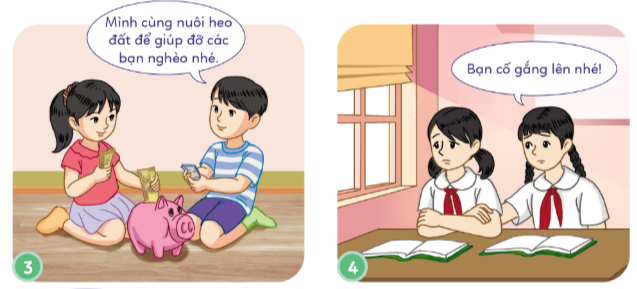 Mình cùng nuôi heo
đất để giúp đỡ các
bạn nghèo nhé.
Bạn cố gắng lên nhé!
3
4